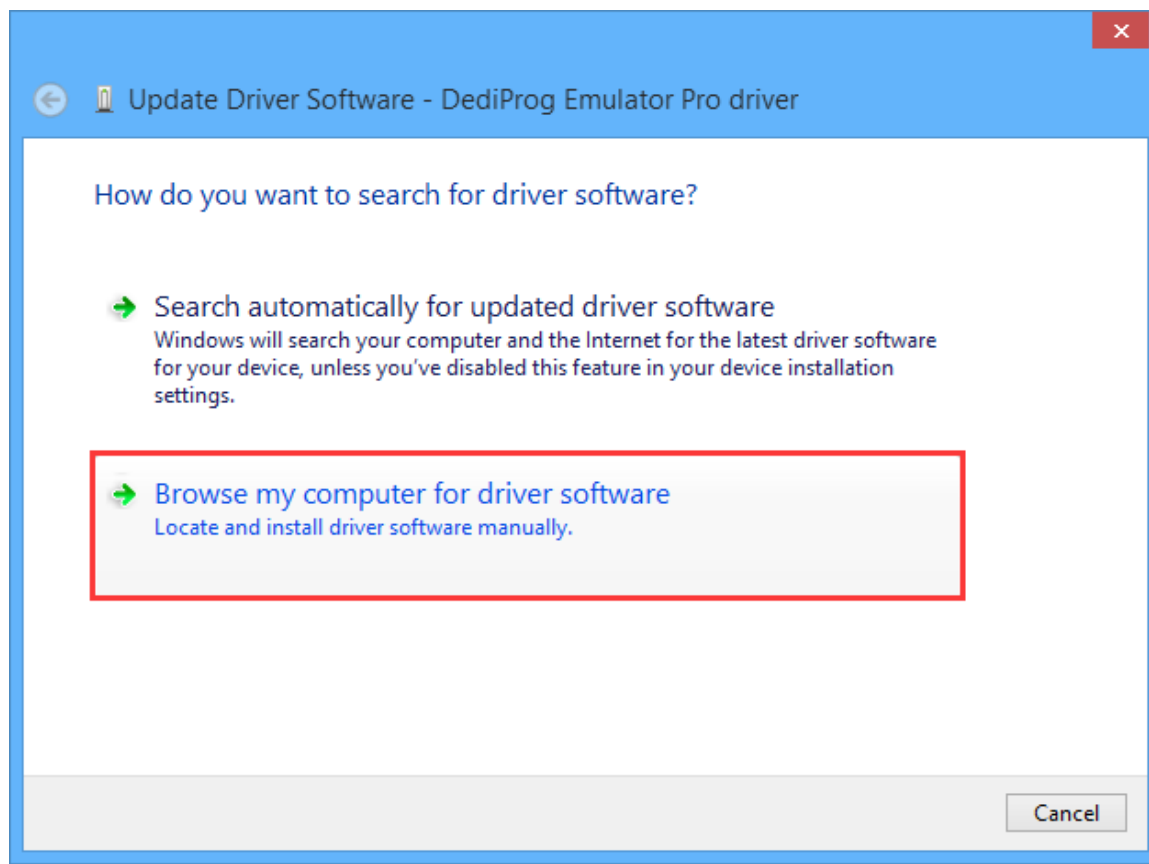 Update Driver Software - DediProg Emulator Pro driver
How do you want to search for driver software?
Search automatically for updated driver software
Windows will search your computer and the Internet for the latest driver software
for your device, unless you've disabled this feature in your device installation
settings.
Browse my computer for driver software
Locate and install driver software manually.
Cancel